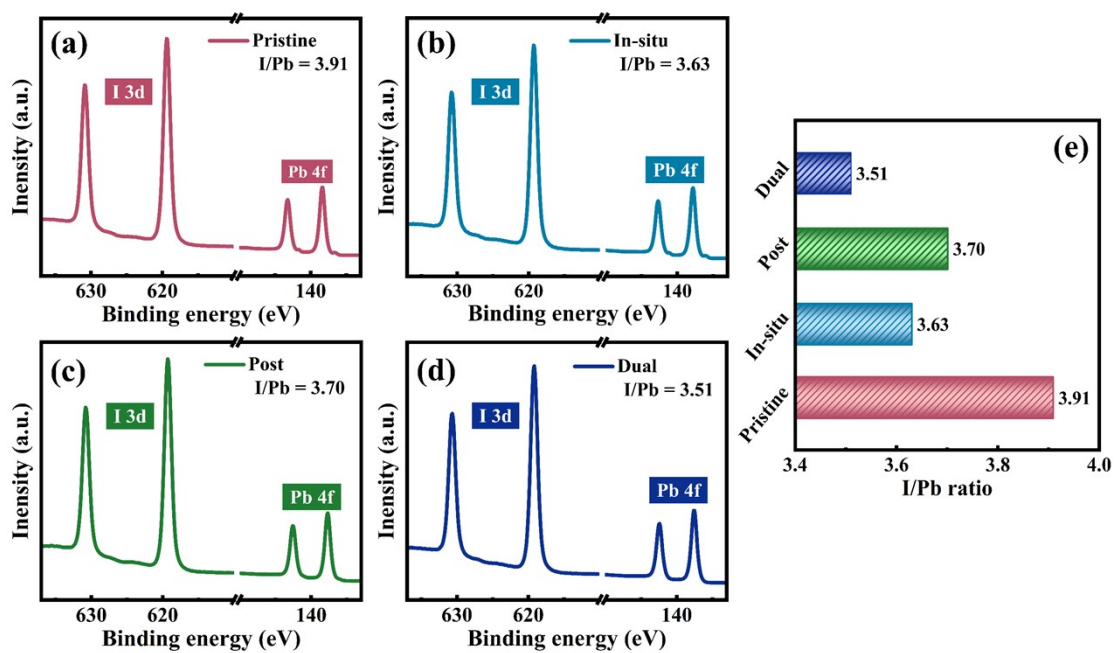 (a)
Pristine
I/Pb = 3.91
I 3d
Pb 4f
Inensity (a.u.)
630
620
140
Binding energy (eV)
(b)
In-situ
I/Pb = 3.63
I 3d
Pb 4f
Inensity (a.u.)
630
620
140
Binding energy (eV)
(c)
Post
I/Pb = 3.70
I 3d
Pb 4f
Inensity (a.u.)
630
620
140
Binding energy (eV)
(d)
Dual
I/Pb = 3.51
I 3d
Pb 4f
Inensity (a.u.)
630
620
140
Binding energy (eV)
(e)
Dual
3.51
Post
3.70
In-situ
3.63
Pristine
3.91
3.4
3.6
3.8
4.0
I/Pb ratio